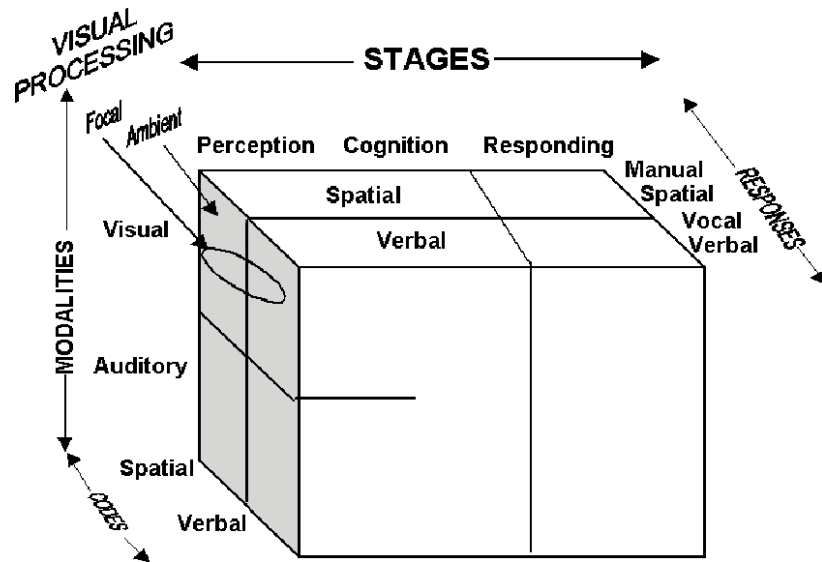 VISUAL
PROCESSING
STAGES
Focal
Ambient
Perception Cognition Responding
Manual
Spatial
Spatial
Vocal
Verbal
Verbal
RESPONSES
Visual
MODALITIES
Auditory
Spatial
Verbal
CODES